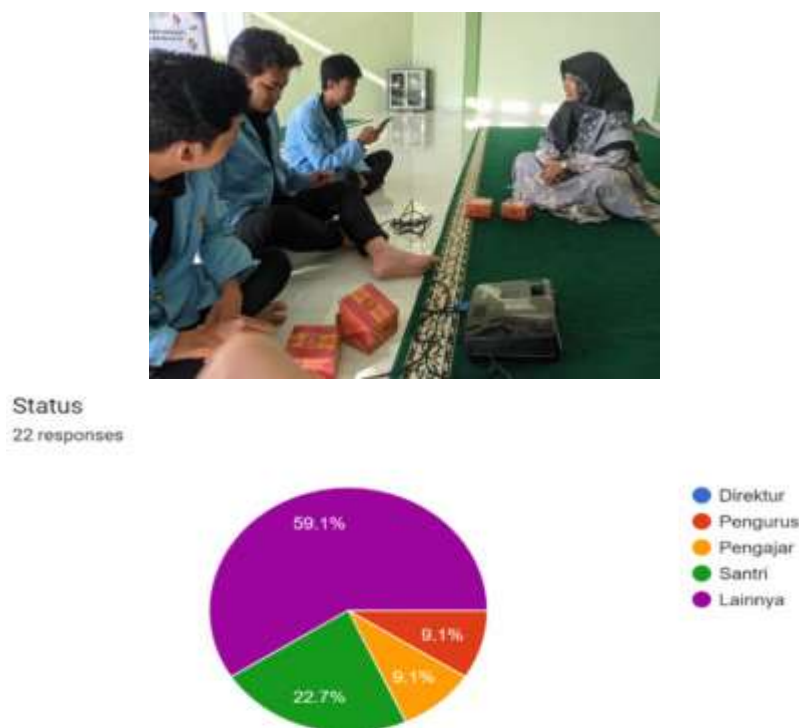 Status
22 responses
59.1%
9.1%
9.1%
22.7%
Direktur
Pengurus
Pengajar
Santri
Lainnya